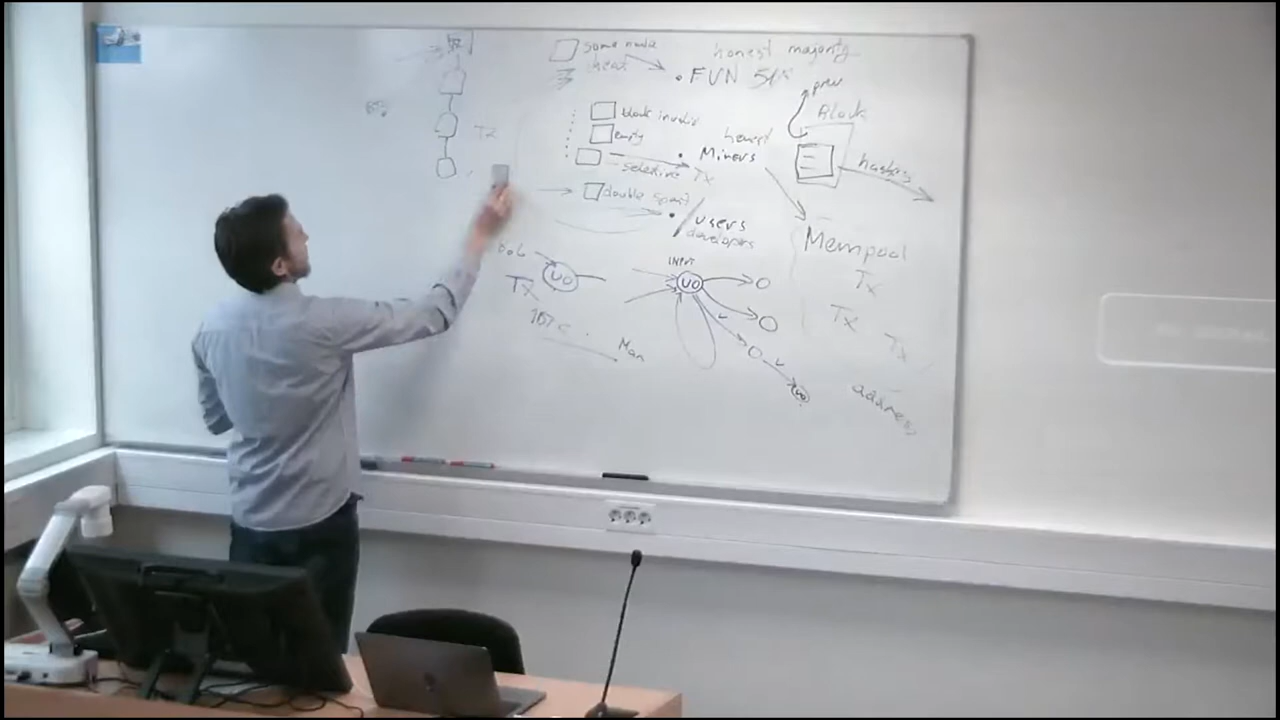 some node
honest majority
FUN 51%
prev
Block
block invalid
empty
Tx
honest
Miners
hashes
selective Tx
double spend
users
developers
Mempool
INPUT
UO
UO
Tx
Tx
Tx
Tx
UO
address